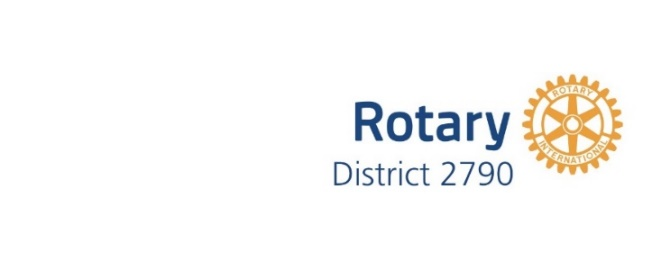 Rotary
District 2790
ROTARY
INTERNATIONAL